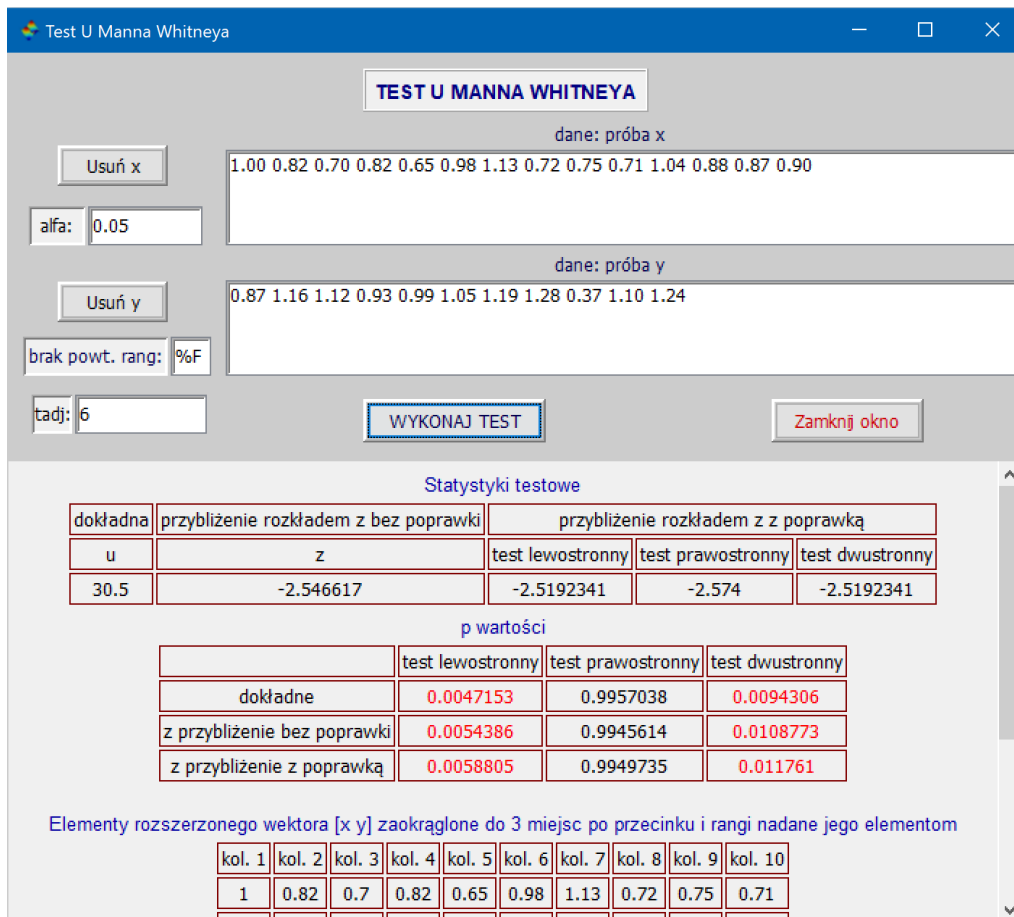 Test U Manna Whitneya
TEST U MANNA WHITNEYA
dane: próba x
Usuń x
1.00 0.82 0.70 0.82 0.65 0.98 1.13 0.72 0.75 0.71 1.04 0.88 0.87 0.90
alfa: 0.05
dane: próba y
Usuń y
0.87 1.16 1.12 0.93 0.99 1.05 1.19 1.28 0.37 1.10 1.24
brak powt. rang: %F
tadj: 6
WYKONAJ TEST
Zamknij okno
Statystyki testowe
dokładna przybliżenie rozkładem z bez poprawki przybliżenie rozkładem z z poprawką
u z test lewostronny test prawostronny test dwustronny
30.5 -2.546617 -2.5192341 -2.574 -2.5192341
p wartości
test lewostronny test prawostronny test dwustronny
dokładne 0.0047153 0.9957038 0.0094306
z przybliżenie bez poprawki 0.0054386 0.9945614 0.0108773
z przybliżenie z poprawką 0.0058805 0.9949735 0.011761
Elementy rozszerzonego wektora [x y] zaokrąglone do 3 miejsc po przecinku i rangi nadane jego elementom
kol. 1 kol. 2 kol. 3 kol. 4 kol. 5 kol. 6 kol. 7 kol. 8 kol. 9 kol. 10
1 0.82 0.7 0.82 0.65 0.98 1.13 0.72 0.75 0.71